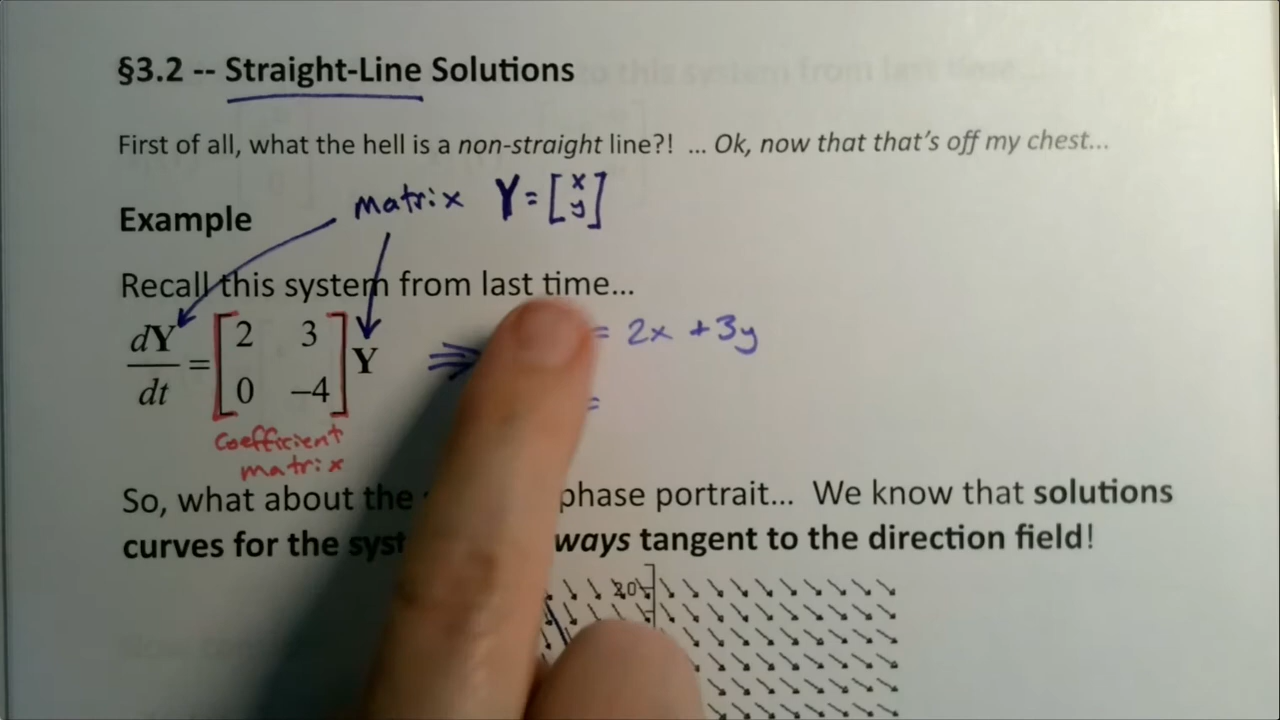 §3.2 -- Straight-Line Solutions
First of all, what the hell is a non-straight line?! ... Ok, now that that's off my chest...
matrix Y = [x y]
Example
Recall this system from last time...
dY/dt = [2 3 0 −4] Y ⇒ = 2x + 3y
=
coefficient
matrix
So, what about the phase portrait... We know that solutions
curves for the tangent to the direction field!
20